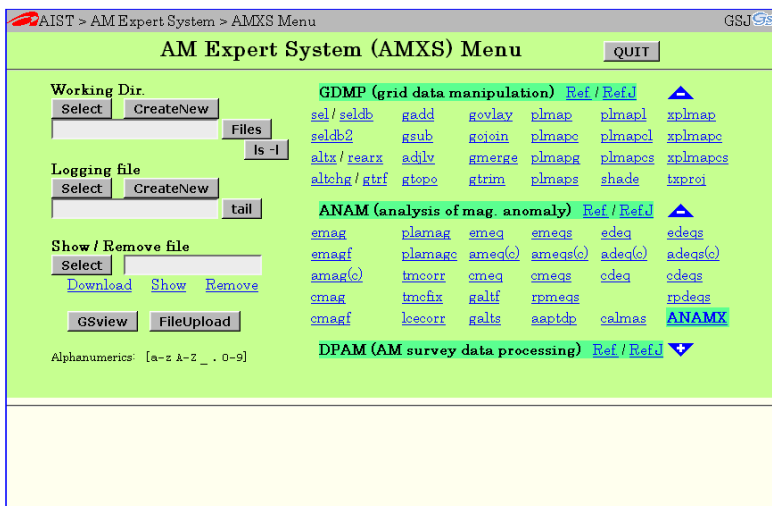 AIST > AM Expert System > AMXS Menu GSJ
AM Expert System (AMXS) Menu QUIT
Working Dir.
Select CreateNew
Files
ls -l
Logging file
Select CreateNew
tail
Show / Remove file
Select
Download Show Remove
GSview FileUpload
Alphanumerics: [a-z A-Z _ . 0-9]
GDMP (grid data manipulation) Ref. / Ref.J
sel / seldb gadd govlay plmap plmapl xplmap
seldb2 gsub gojoin plmapc plmapcl xplmapc
altx / rearx adjlv gmerge plmapg plmapcs xplmapcs
altchg / gtrf gtopo gtrim plmaps shade txproj
ANAM (analysis of mag. anomaly) Ref. / Ref.J
emag plamag emeq emeqs edeq edeqs
emagf plamagc ameq(c) ameqs(c) adeq(c) adeqs(c)
amag(c) tmcorr cmeq cmeqs cdeq cdeqs
cmag tmcfix galtf rpmeqs rpdeqs
cmagf lcecorr galts aaptdp calmas ANAMX
DPAM (AM survey data processing) Ref. / Ref.J